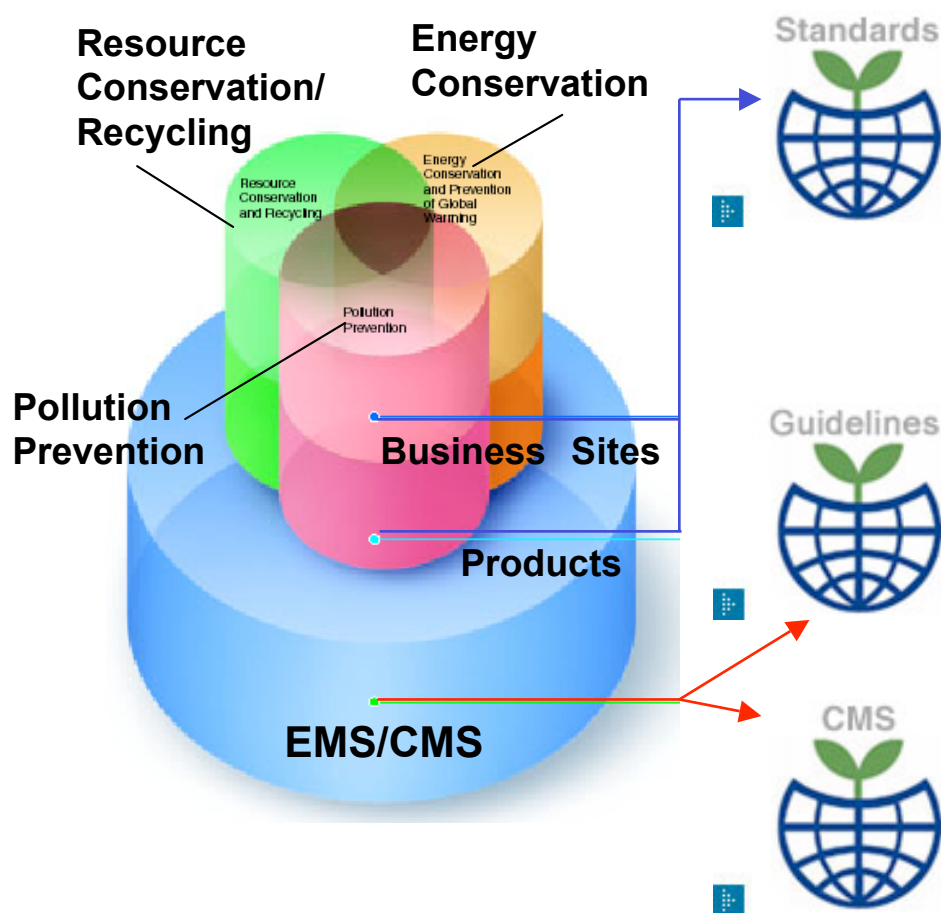 Resource
Conservation/
Recycling
Energy
Conservation
Standards
Resource
Conservation
and Recycling
Energy
Conservation
and Prevention
of Global
Warming
Pollution
Prevention
Pollution
Prevention
Business Sites
Guidelines
Products
EMS/CMS
CMS